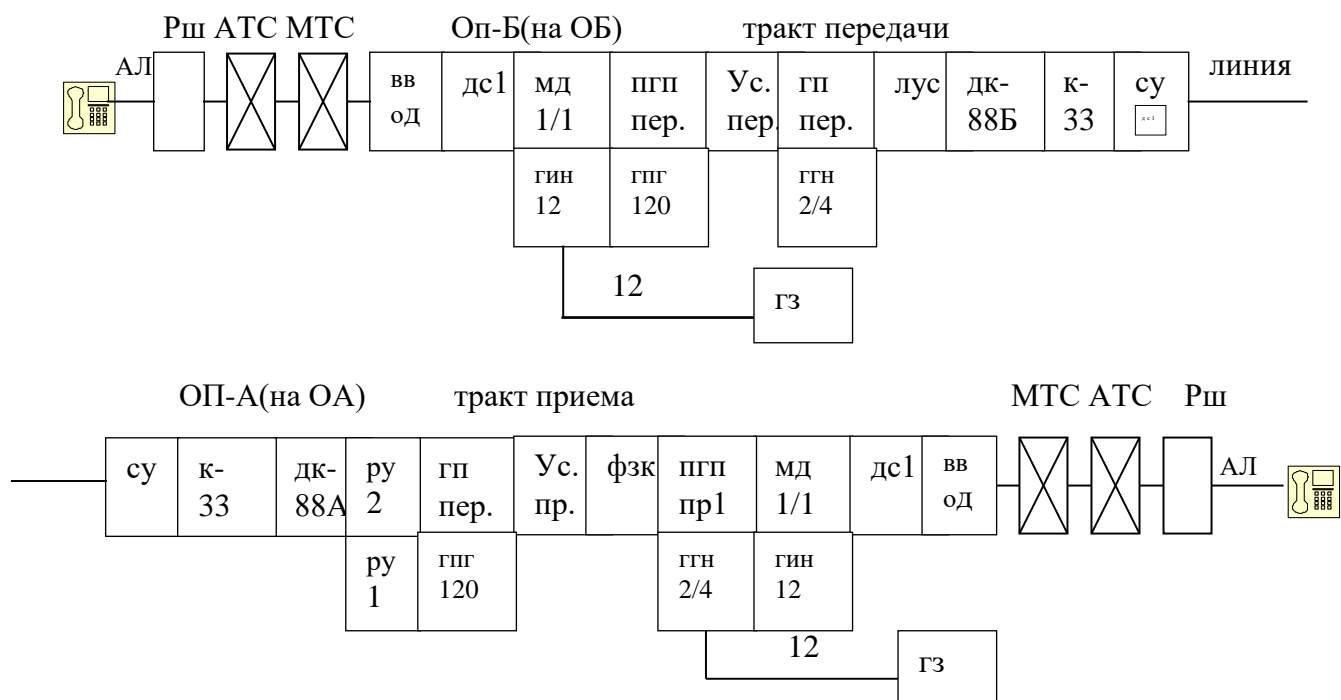 Рш АТС МТС Оп-Б(на ОБ) тракт передачи
АЛ
вв
од
дс1
мд
1/1
пгп
пер.
Ус.
пер.
гп
пер.
лус
дк-
88Б
к-
33
су
дс1
линия
гин
12
гпг
120
ггн
2/4
12
гз
ОП-А(на ОА) тракт приема МТС АТС Рш
су
к-
33
дк-
88А
ру
2
гп
пер.
Ус.
пр.
фзк
пгп
пр1
мд
1/1
дс1
вв
од
АЛ
ру
1
гпг
120
ггн
2/4
гин
12
12
гз